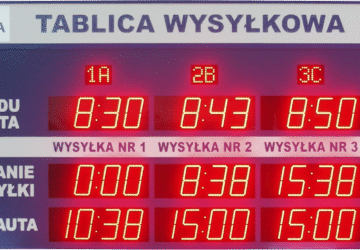 A TABLICA WYSYŁKOWA
1A 2B 3C
DU
TA 8:30 8:43 8:50
WYSYŁKA NR 1 WYSYŁKA NR 2 WYSYŁKA NR 3
ANIE
YŁKI 0:00 8:38 15:38
AUTA 10:38 15:00 15:00